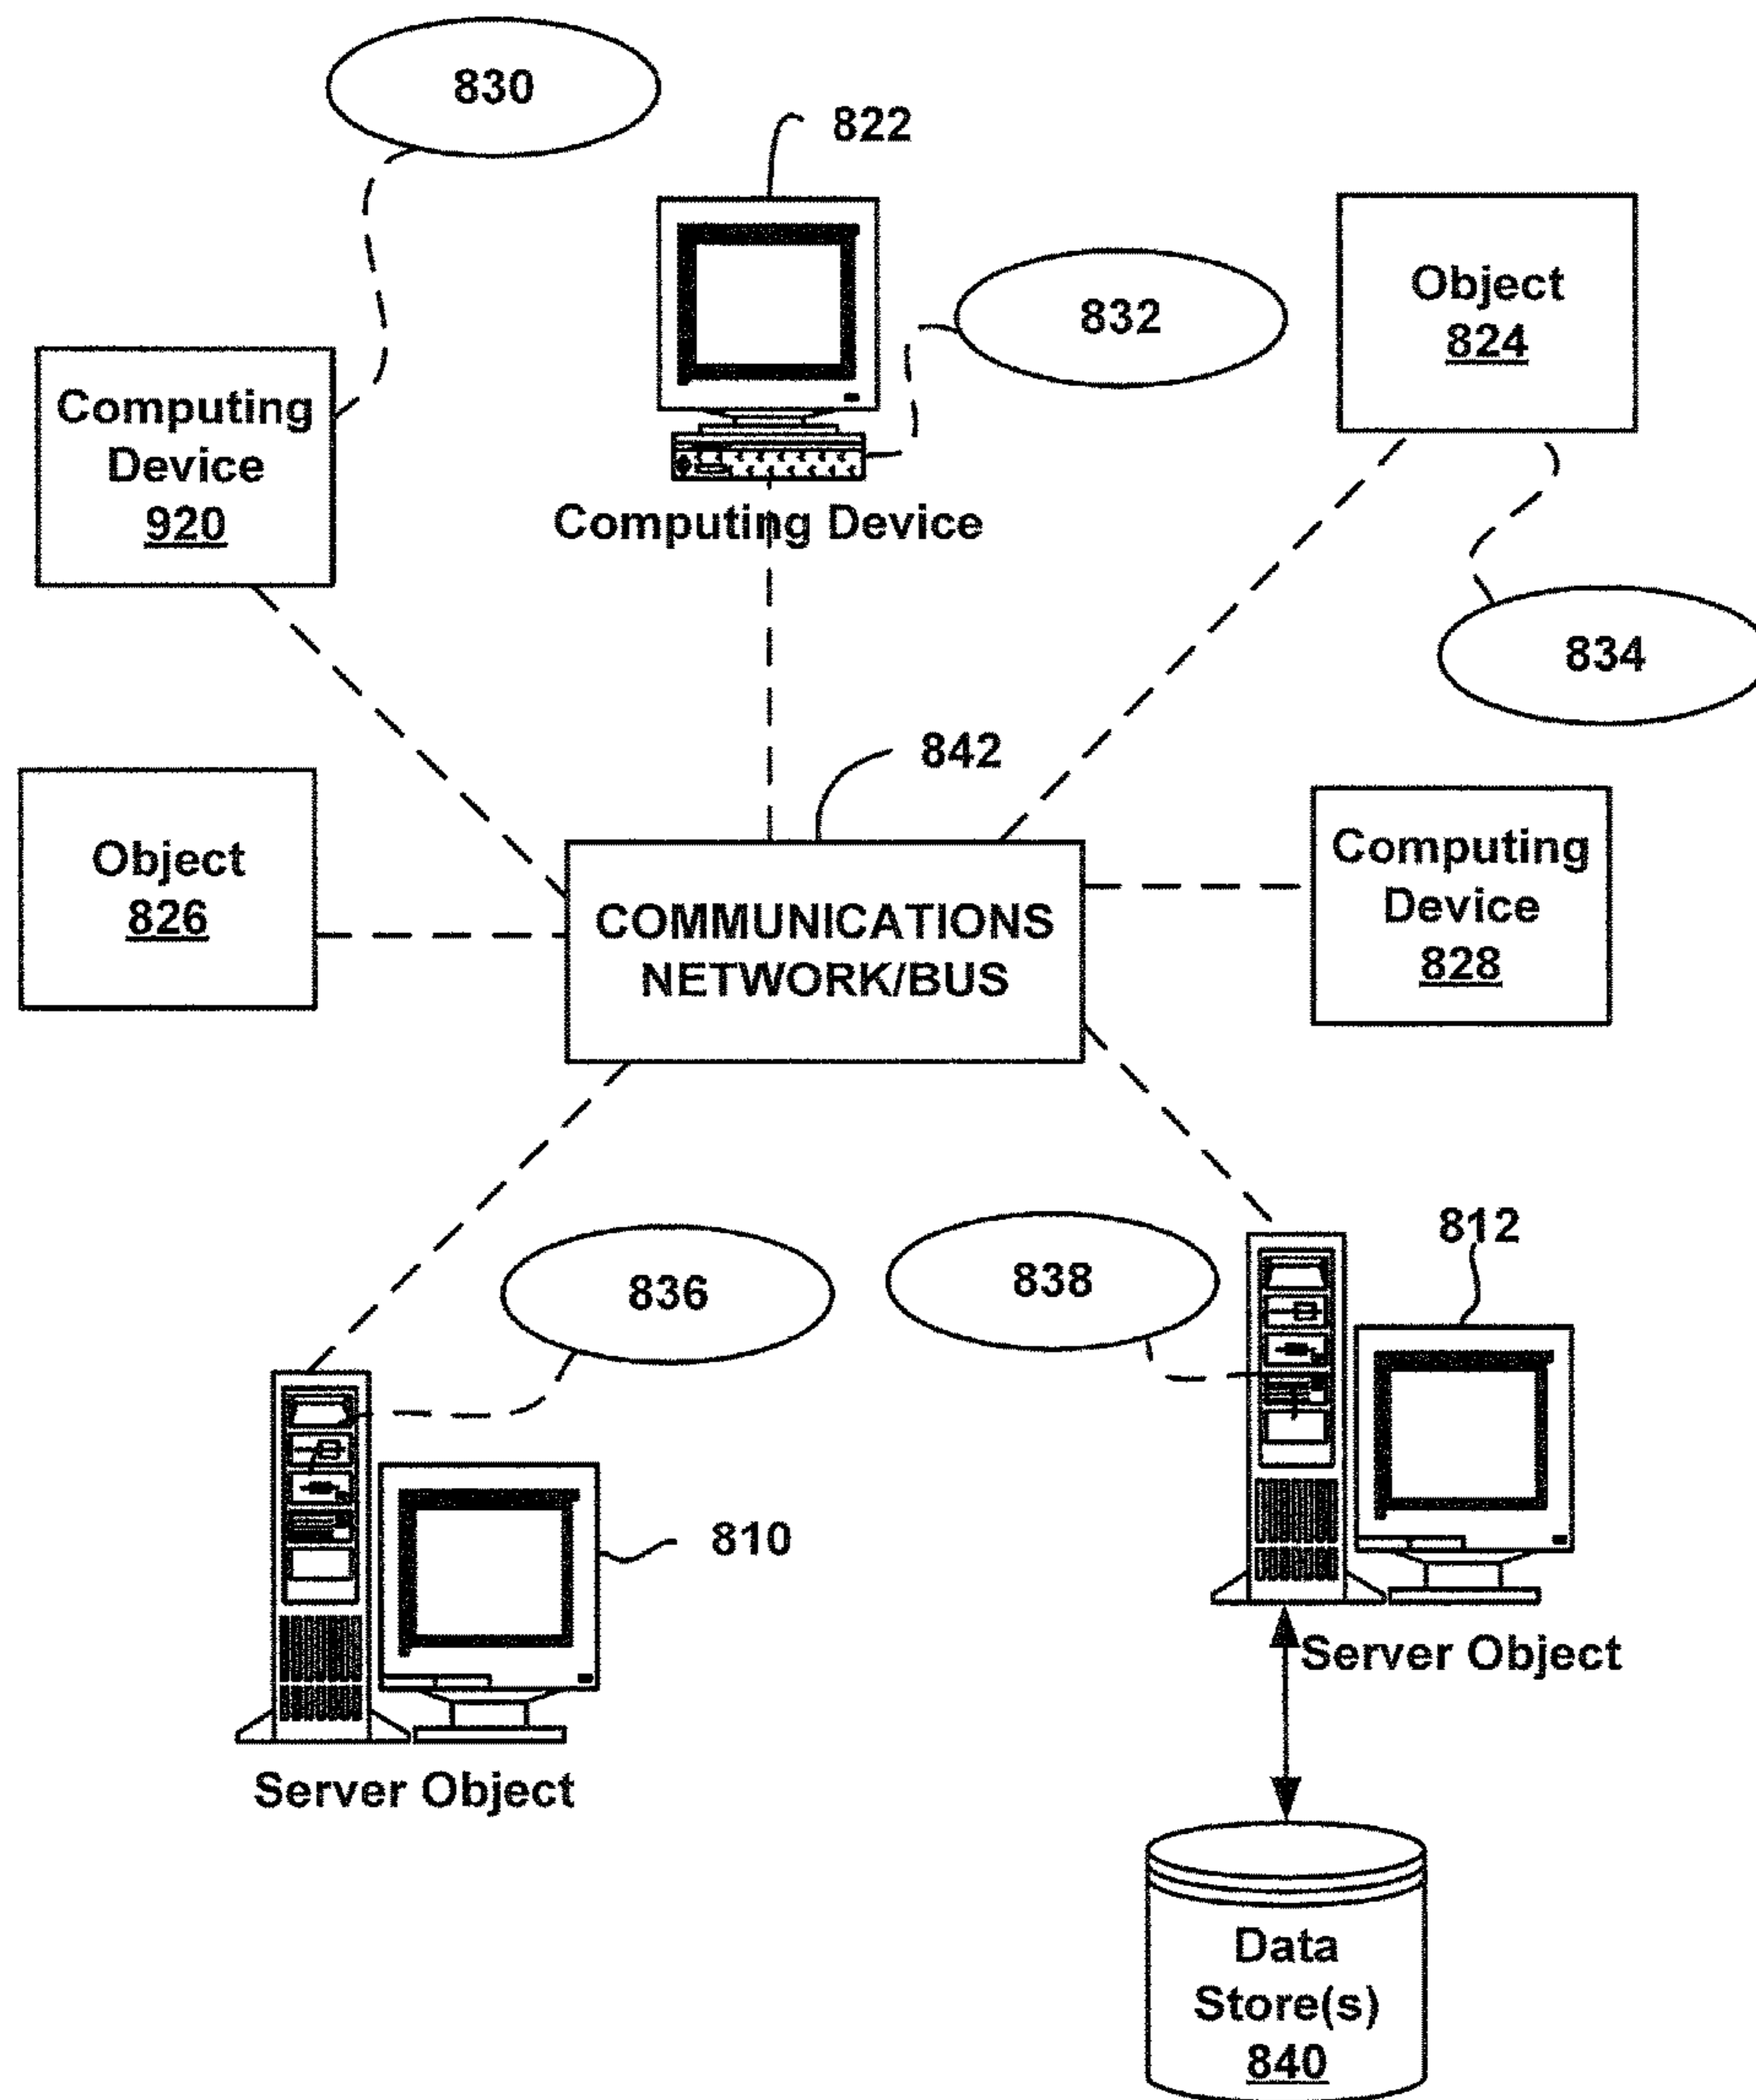 830
822
832
Object
824
Computing
Device
920
Computing Device
834
842
Object
826
COMMUNICATIONS
NETWORK/BUS
Computing
Device
828
836
838
812
810
Server Object
Server Object
Data
Store(s)
840